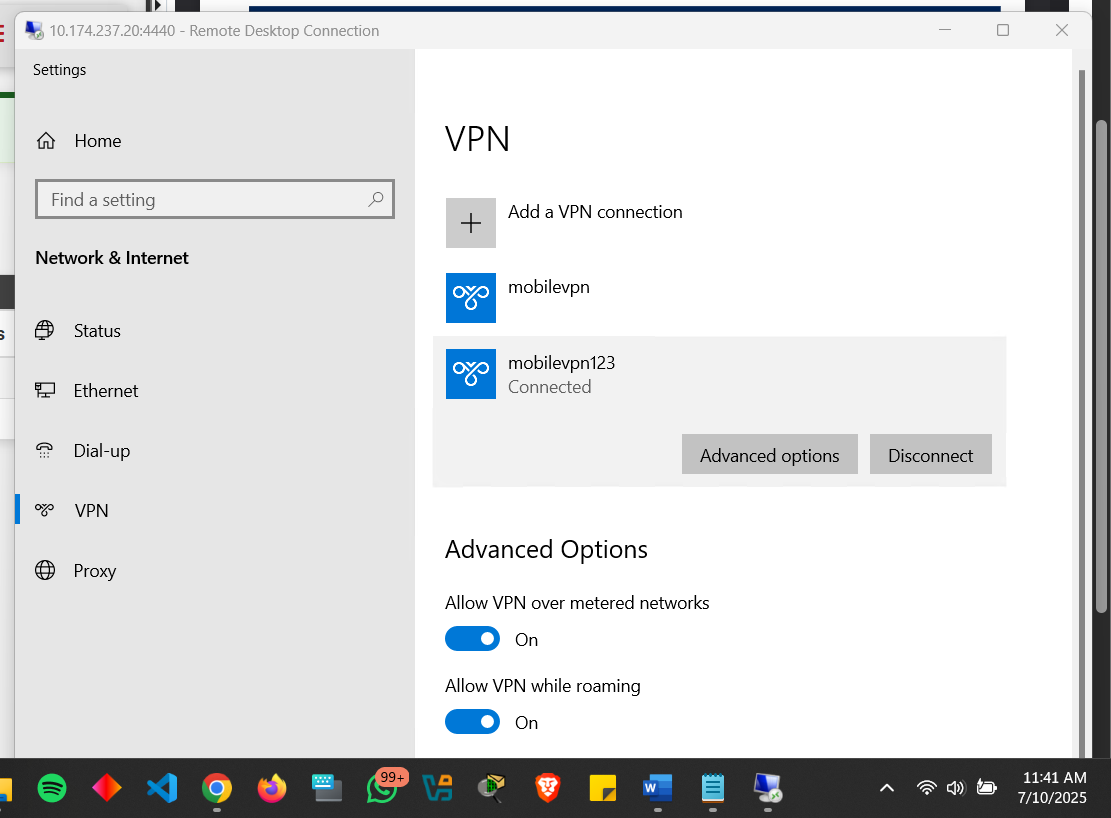 10.174.237.20:4440 - Remote Desktop Connection
Settings
Home
Find a setting
Network & Internet
Status
Ethernet
Dial-up
VPN
Proxy
VPN
Add a VPN connection
mobilevpn
mobilevpn123
Connected
Advanced options
Disconnect
Advanced Options
Allow VPN over metered networks
On
Allow VPN while roaming
On
99+
11:41 AM
7/10/2025